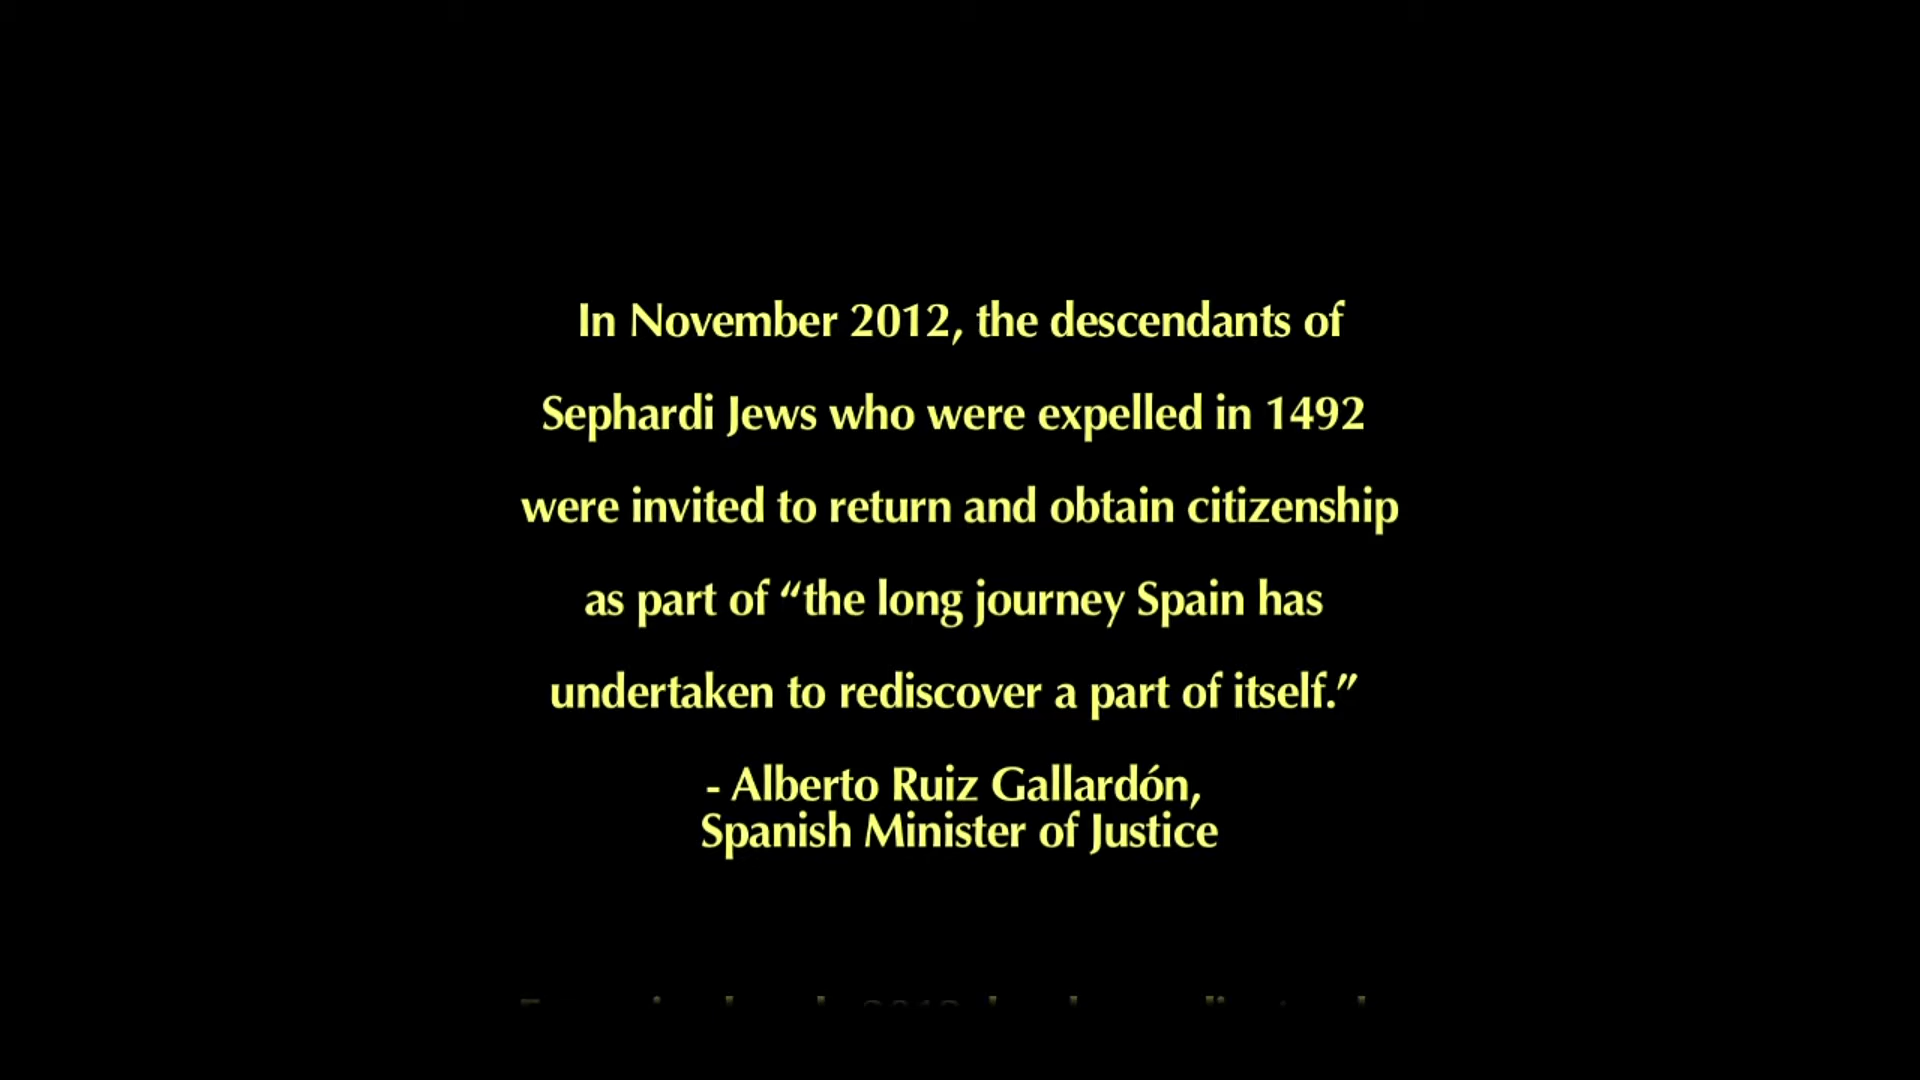 In November 2012, the descendants of
Sephardi Jews who were expelled in 1492
were invited to return and obtain citizenship
as part of “the long journey Spain has
undertaken to rediscover a part of itself.”
- Alberto Ruiz Gallardón,
Spanish Minister of Justice